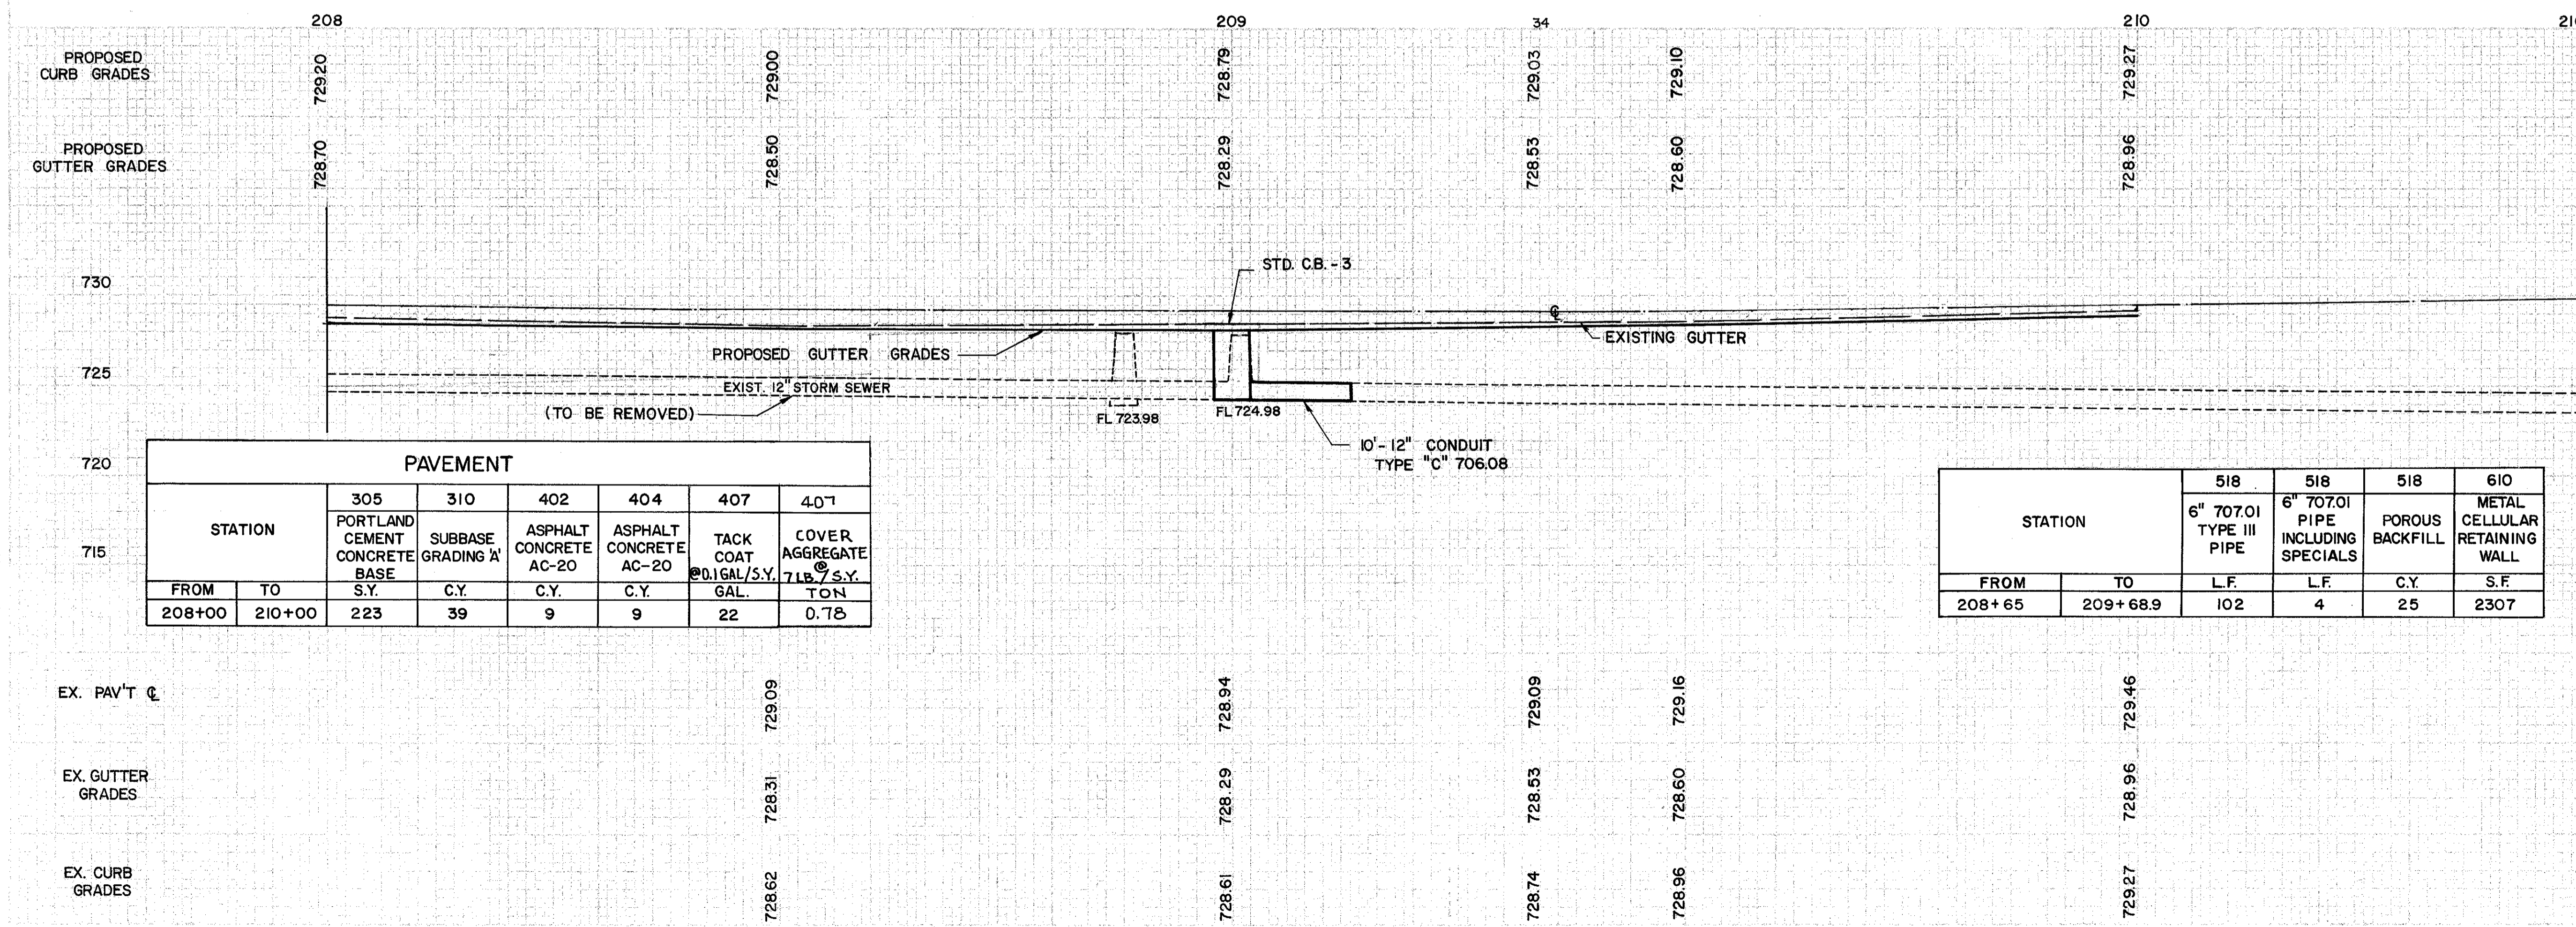 208 209 34 210 210
PROPOSED
CURB GRADES
729.20 729.00 728.79 729.03 729.10 729.27
PROPOSED
GUTTER GRADES
728.70 728.50 728.29 728.53 728.60 728.96
730
STD. C.B. - 3
℄
PROPOSED GUTTER GRADES
EXISTING GUTTER
725
EXIST. 12" STORM SEWER
(TO BE REMOVED)
FL 723.98
FL 724.98
10'- 12" CONDUIT
TYPE "C" 706.08
720
715
PAVEMENT
STATION
305 310 402 404 407 407
PORTLAND
CEMENT
CONCRETE
BASE
SUBBASE
GRADING 'A'
ASPHALT
CONCRETE
AC-20
ASPHALT
CONCRETE
AC-20
TACK
COAT
@0.1 GAL/S.Y.
COVER
AGGREGATE
@
7 LB./S.Y.
FROM TO S.Y. C.Y. C.Y. C.Y. GAL. TON
208+00 210+00 223 39 9 9 22 0.78
STATION
518 518 518 610
6" 707.01
TYPE III
PIPE
6" 707.01
PIPE
INCLUDING
SPECIALS
POROUS
BACKFILL
METAL
CELLULAR
RETAINING
WALL
FROM TO L.F. L.F. C.Y. S.F.
208+65 209+68.9 102 4 25 2307
EX. PAV'T ℄
729.09 728.94 729.09 729.16 729.46
EX. GUTTER
GRADES
728.31 728.29 728.53 728.60 728.96
EX. CURB
GRADES
728.62 728.61 728.74 728.96 729.27